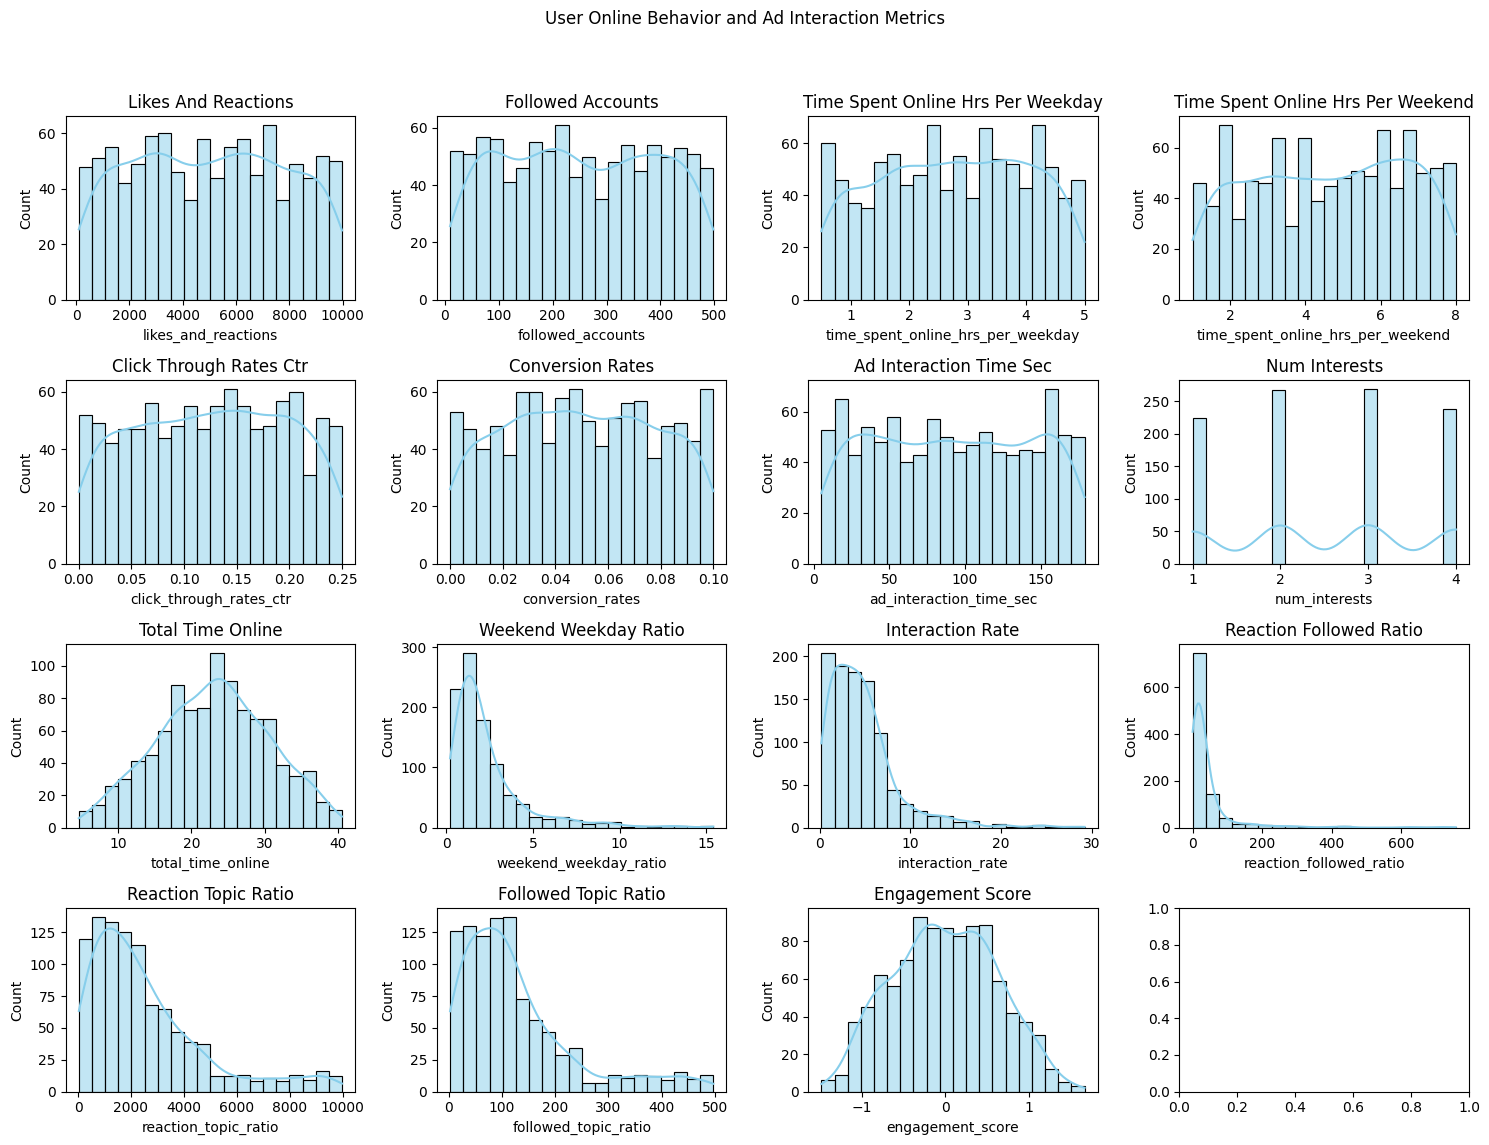 User Online Behavior and Ad Interaction Metrics
Likes And Reactions
Count
0
20
40
60
0 2000 4000 6000 8000 10000
likes_and_reactions
Followed Accounts
Count
0
10
20
30
40
50
60
0 100 200 300 400 500
followed_accounts
Time Spent Online Hrs Per Weekday
Count
0
20
40
60
1 2 3 4 5
time_spent_online_hrs_per_weekday
Time Spent Online Hrs Per Weekend
Count
0
20
40
60
2 4 6 8
time_spent_online_hrs_per_weekend
Click Through Rates Ctr
Count
0
20
40
60
0.00 0.05 0.10 0.15 0.20 0.25
click_through_rates_ctr
Conversion Rates
Count
0
20
40
60
0.00 0.02 0.04 0.06 0.08 0.10
conversion_rates
Ad Interaction Time Sec
Count
0
20
40
60
0 50 100 150
ad_interaction_time_sec
Num Interests
Count
0
50
100
150
200
250
1 2 3 4
num_interests
Total Time Online
Count
0
20
40
60
80
100
10 20 30 40
total_time_online
Weekend Weekday Ratio
Count
0
100
200
300
0 5 10 15
weekend_weekday_ratio
Interaction Rate
Count
0
50
100
150
200
0 10 20 30
interaction_rate
Reaction Followed Ratio
Count
0
200
400
600
0 200 400 600
reaction_followed_ratio
Reaction Topic Ratio
Count
0
25
50
75
100
125
0 2000 4000 6000 8000 10000
reaction_topic_ratio
Followed Topic Ratio
Count
0
25
50
75
100
125
0 100 200 300 400 500
followed_topic_ratio
Engagement Score
Count
0
20
40
60
80
−1 0 1
engagement_score
0.0
0.2
0.4
0.6
0.8
1.0
0.0 0.2 0.4 0.6 0.8 1.0